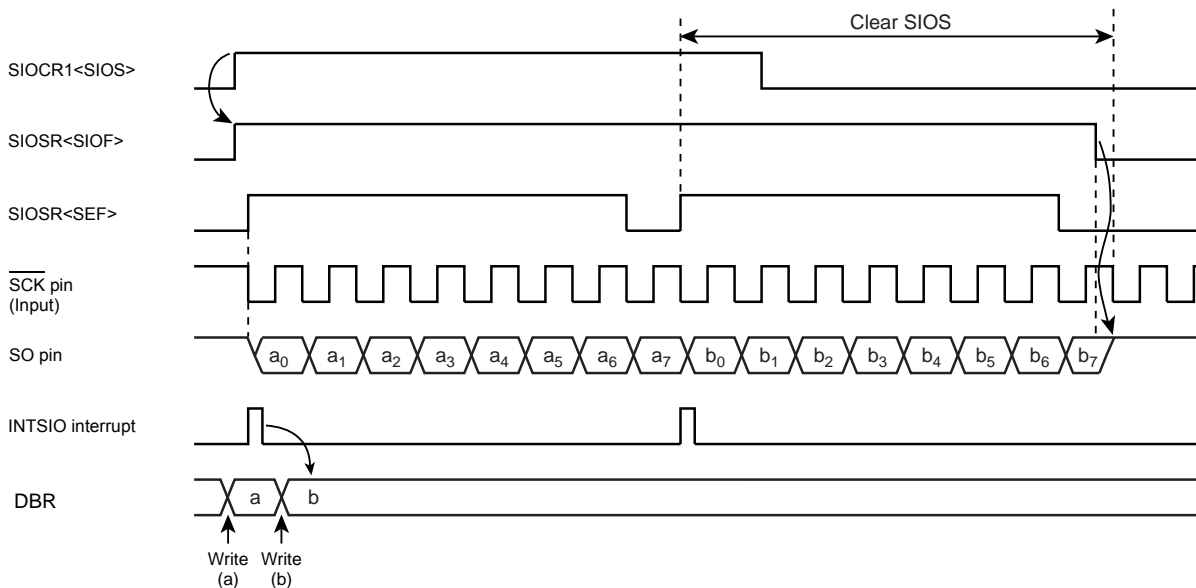 Clear SIOS
SIOCR1<SIOS>
SIOSR<SIOF>
SIOSR<SEF>
SCK pin
(Input)
SO pin
a0 a1 a2 a3 a4 a5 a6 a7 b0 b1 b2 b3 b4 b5 b6 b7
INTSIO interrupt
DBR
a b
Write Write
(a) (b)